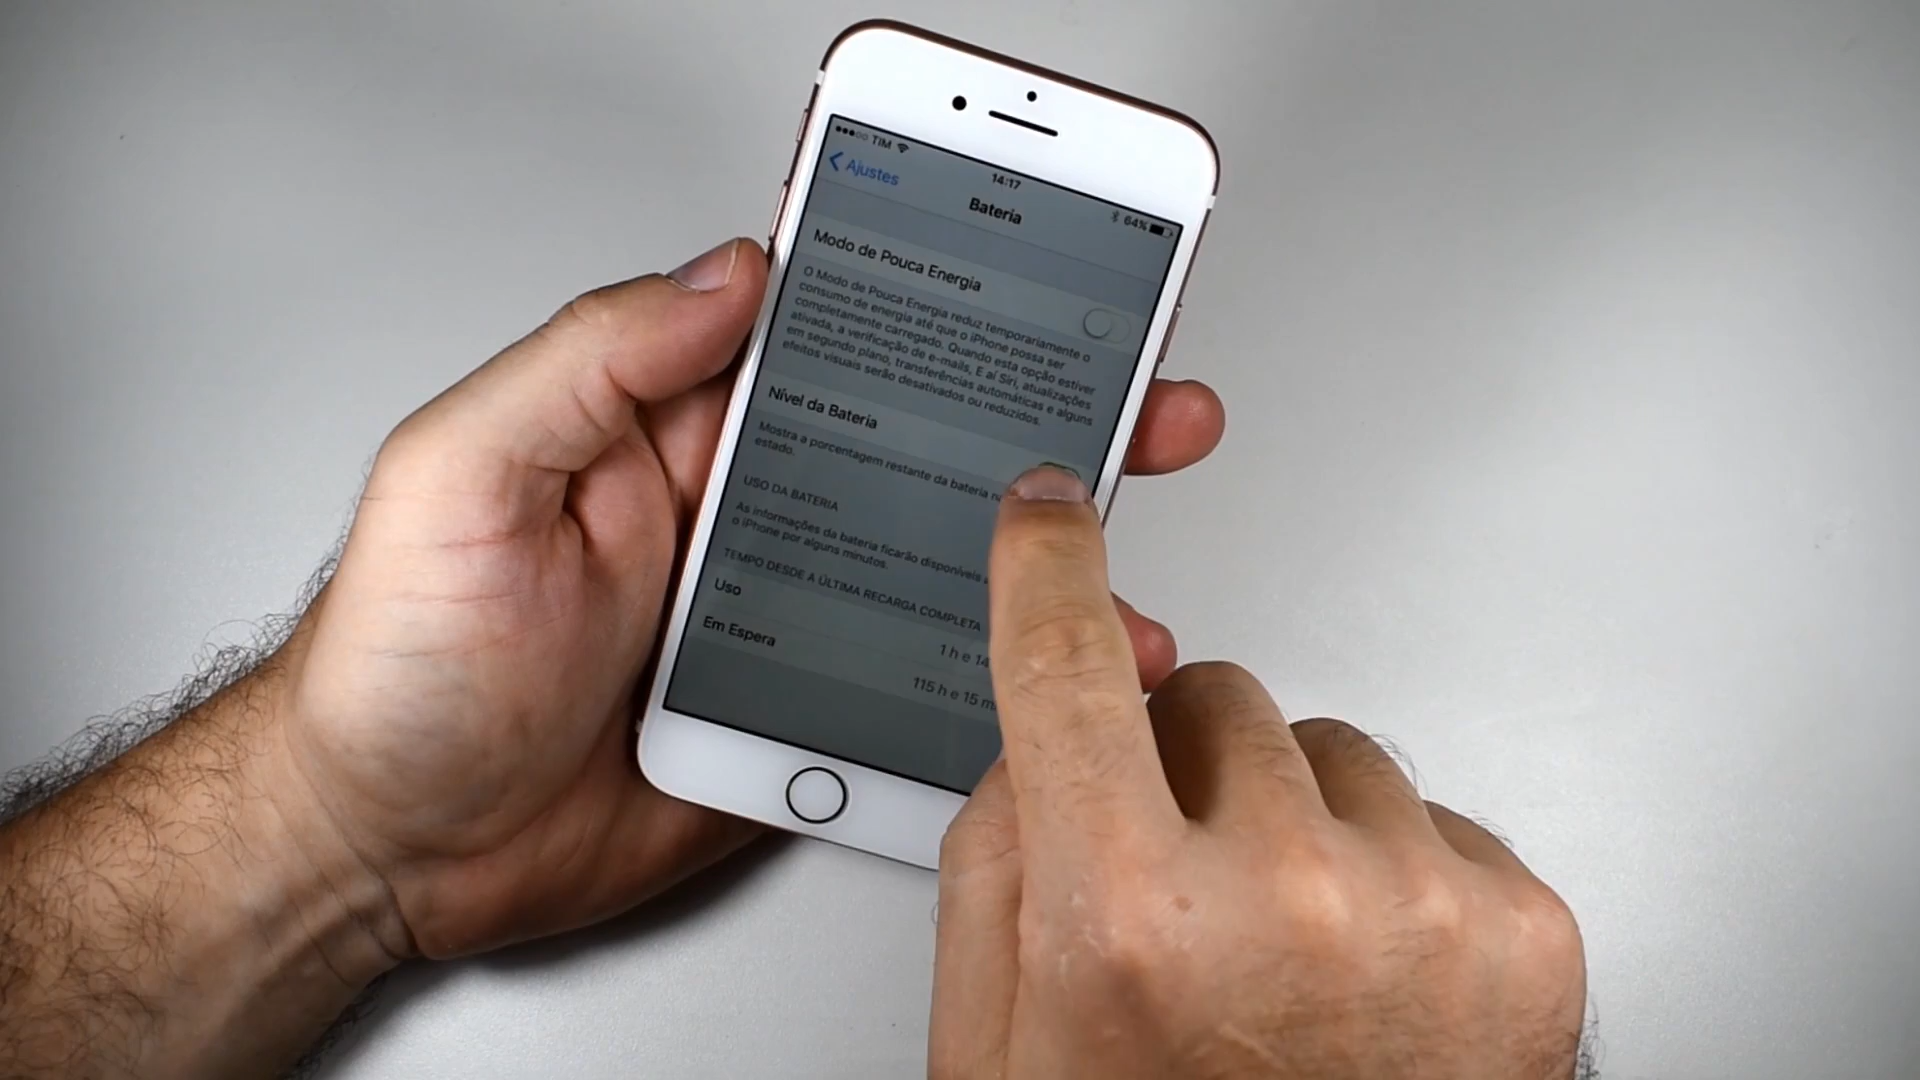 TIM
14:17
64%
Ajustes
Bateria
Modo de Pouca Energia
O Modo de Pouca Energia reduz temporariamente o
consumo de energia até que o iPhone possa ser
completamente carregado. Quando esta opção estiver
ativada, a verificação de e-mails, E aí Siri, atualizações
em segundo plano, transferências automáticas e alguns
efeitos visuais serão desativados ou reduzidos.
Nível da Bateria
Mostra a porcentagem restante da bateria
estado.
USO DA BATERIA
As informações da bateria ficarão disponíveis
o iPhone por alguns minutos.
TEMPO DESDE A ÚLTIMA RECARGA COMPLETA
Uso
1 h e 14
Em Espera
115 h e 15